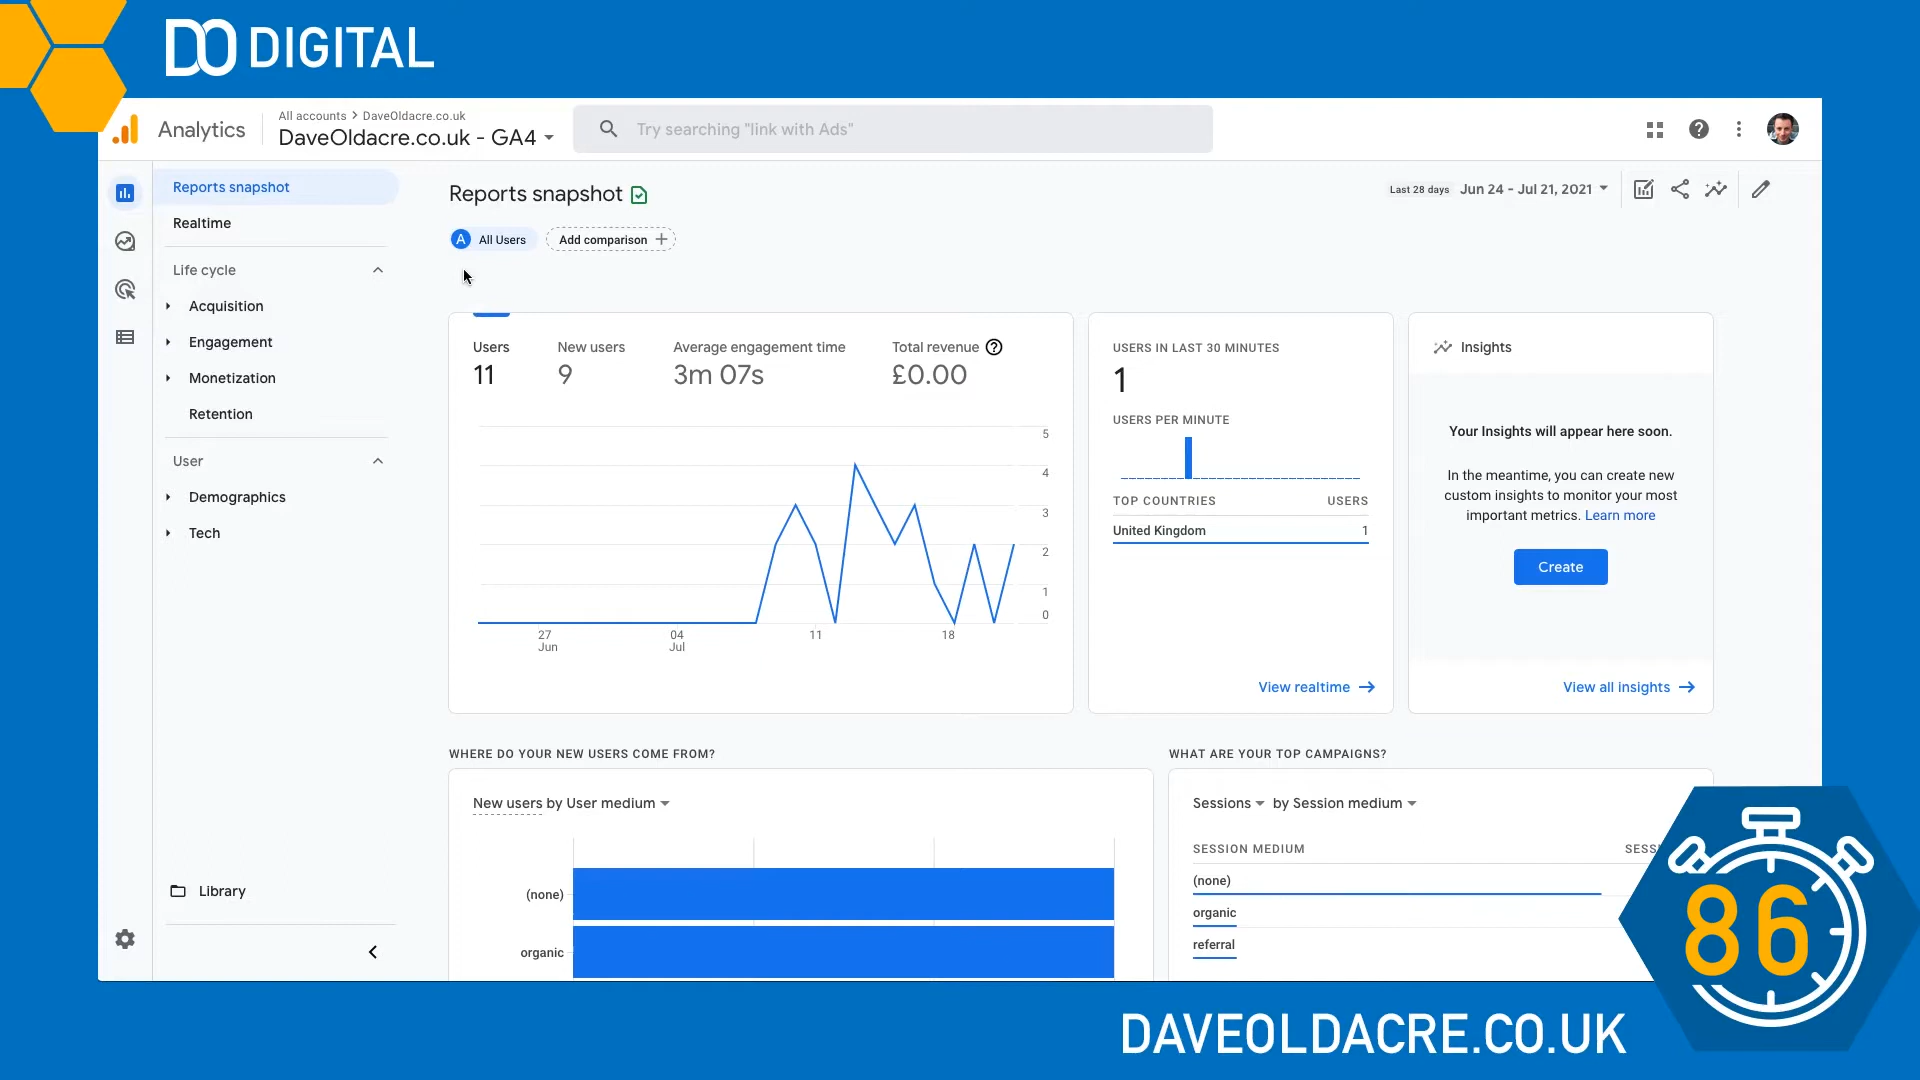 DO DIGITAL
Analytics
All accounts > DaveOldacre.co.uk
DaveOldacre.co.uk - GA4
Try searching "link with Ads"
Reports snapshot
Realtime
Life cycle
Acquisition
Engagement
Monetization
Retention
User
Demographics
Tech
Library
Reports snapshot
Last 28 days Jun 24 - Jul 21, 2021
A All Users
Add comparison +
Users
11
New users
9
Average engagement time
3m 07s
Total revenue
£0.00
5
4
3
2
1
0
27
Jun
04
Jul
11
18
USERS IN LAST 30 MINUTES
1
USERS PER MINUTE
TOP COUNTRIES USERS
United Kingdom 1
View realtime
Insights
Your Insights will appear here soon.
In the meantime, you can create new
custom insights to monitor your most
important metrics. Learn more
Create
View all insights
WHERE DO YOUR NEW USERS COME FROM?
New users by User medium
(none)
organic
WHAT ARE YOUR TOP CAMPAIGNS?
Sessions by Session medium
SESSION MEDIUM
(none)
organic
referral
86
DAVEOLDACRE.CO.UK